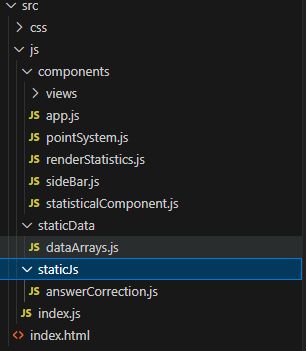 src
css
js
components
views
JS app.js
JS pointSystem.js
JS renderStatistics.js
JS sideBar.js
JS statisticalComponent.js
staticData
JS dataArrays.js
staticJs
JS answerCorrection.js
JS index.js
<> index.html